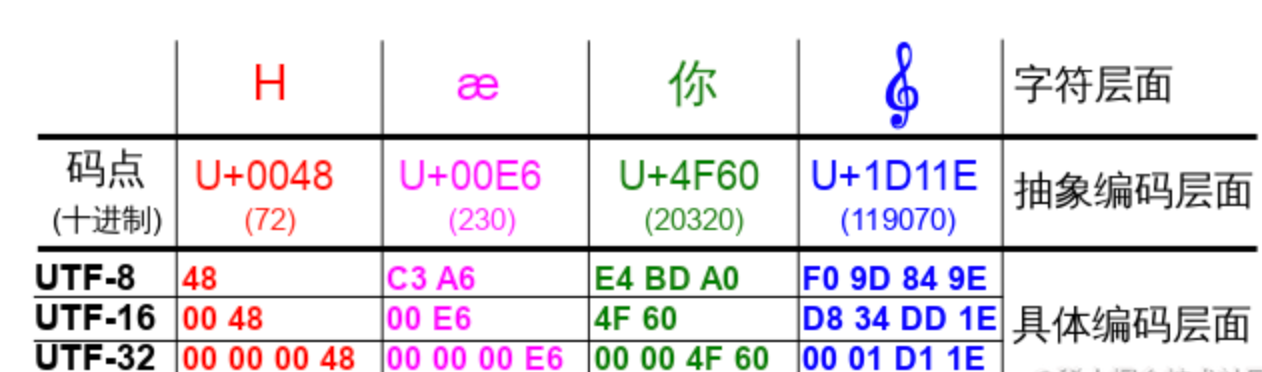 H æ 你 𝄞 字符层面
码点 U+0048 U+00E6 U+4F60 U+1D11E 抽象编码层面
(十进制) (72) (230) (20320) (119070)
UTF-8 48 C3 A6 E4 BD A0 F0 9D 84 9E
UTF-16 00 48 00 E6 4F 60 D8 34 DD 1E 具体编码层面
UTF-32 00 00 00 48 00 00 00 E6 00 00 4F 60 00 01 D1 1E